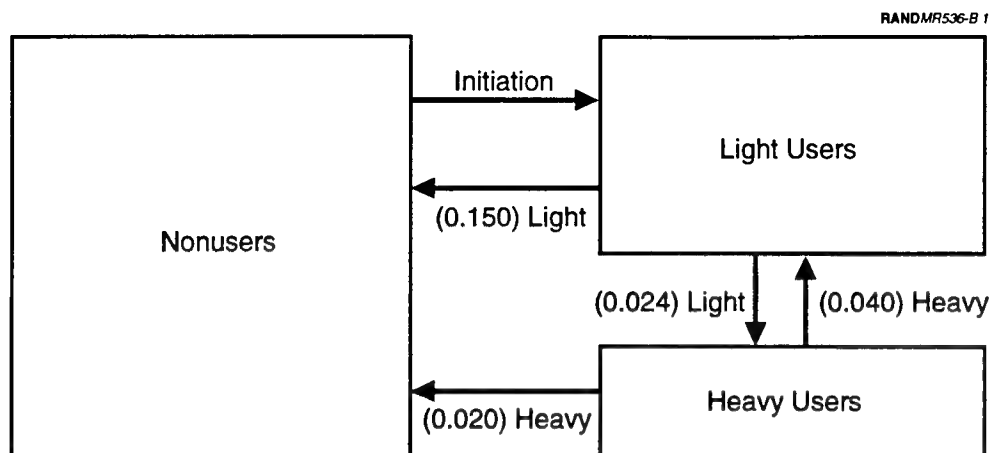 RANDMR536-B 1
Initiation
Light Users
(0.150) Light
Nonusers
(0.024) Light
(0.040) Heavy
Heavy Users
(0.020) Heavy